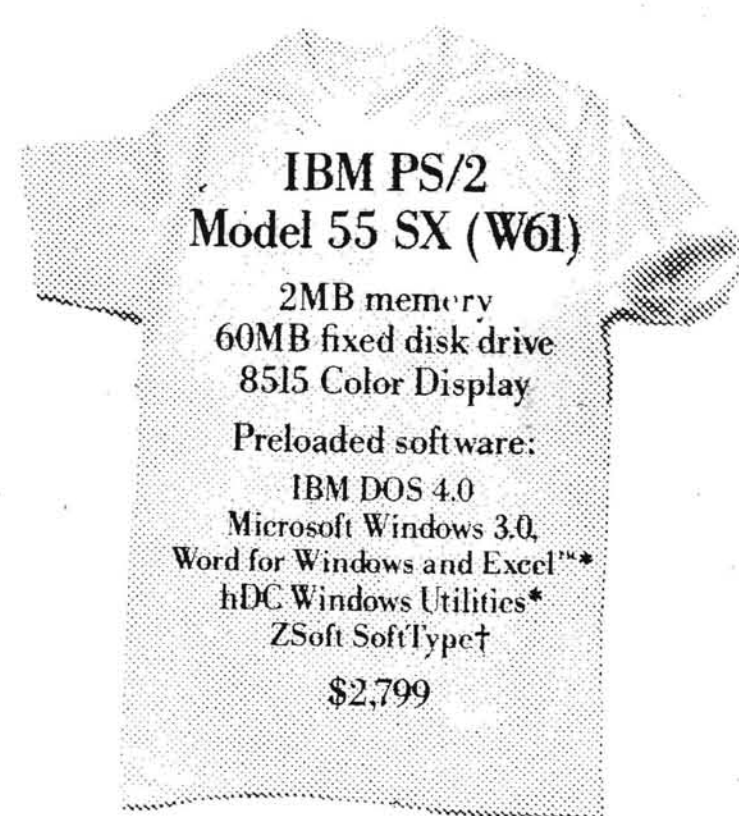 IBM PS/2
Model 55 SX (W61)
2MB memory
60MB fixed disk drive
8515 Color Display
Preloaded software:
IBM DOS 4.0
Microsoft Windows 3.0,
Word for Windows and Excel™*
hDC Windows Utilities*
ZSoft SoftType†
$2,799